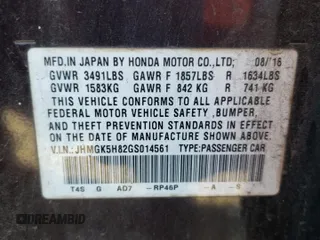 MFD. IN JAPAN BY HONDA MOTOR CO.,LTD; 08/'16
GVWR 3491LBS GAWR F 1857LBS R 1634LBS
GVWR 1583KG GAWR F 842 KG R 741 KG
THIS VEHICLE CONFORMS TO ALL APPLICABLE
FEDERAL MOTOR VEHICLE SAFETY ,BUMPER,
AND THEFT PREVENTION STANDARDS IN EFFECT
ON THE DATE OF MANUFACTURE SHOWN ABOVE.
V.I.N.: JHMGK5H82GS014561 TYPE:PASSENGER CAR
T4S G AD7 -RP46P -A -S
DREAMBID